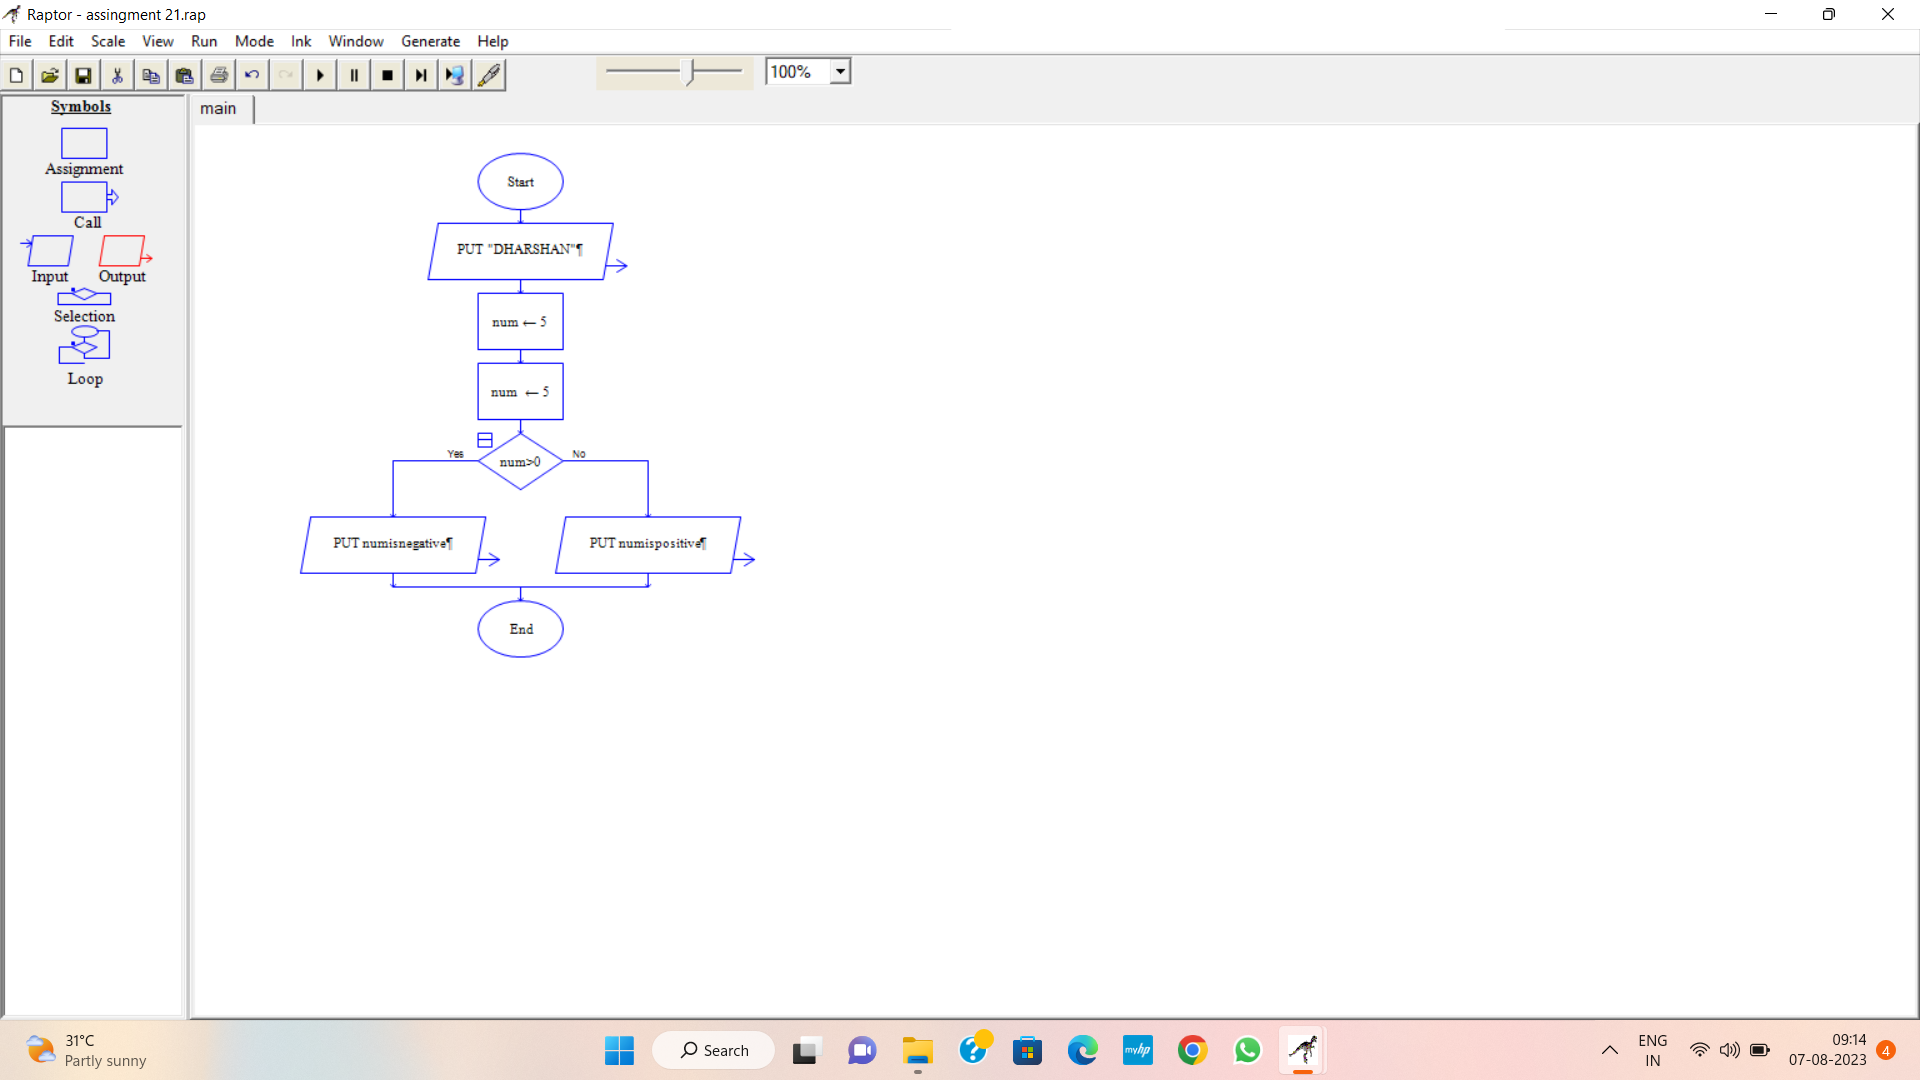 Raptor - assingment 21.rap
File Edit Scale View Run Mode Ink Window Generate Help
100%
Symbols
main
Assignment
Call
Input Output
Selection
Loop
Start
PUT "DHARSHAN"¶
num ← 5
num ← 5
Yes num>0 No
PUT numisnegative¶ PUT numispositive¶
End
31°C
Partly sunny
Search
myhp
ENG
IN
09:14
07-08-2023
4